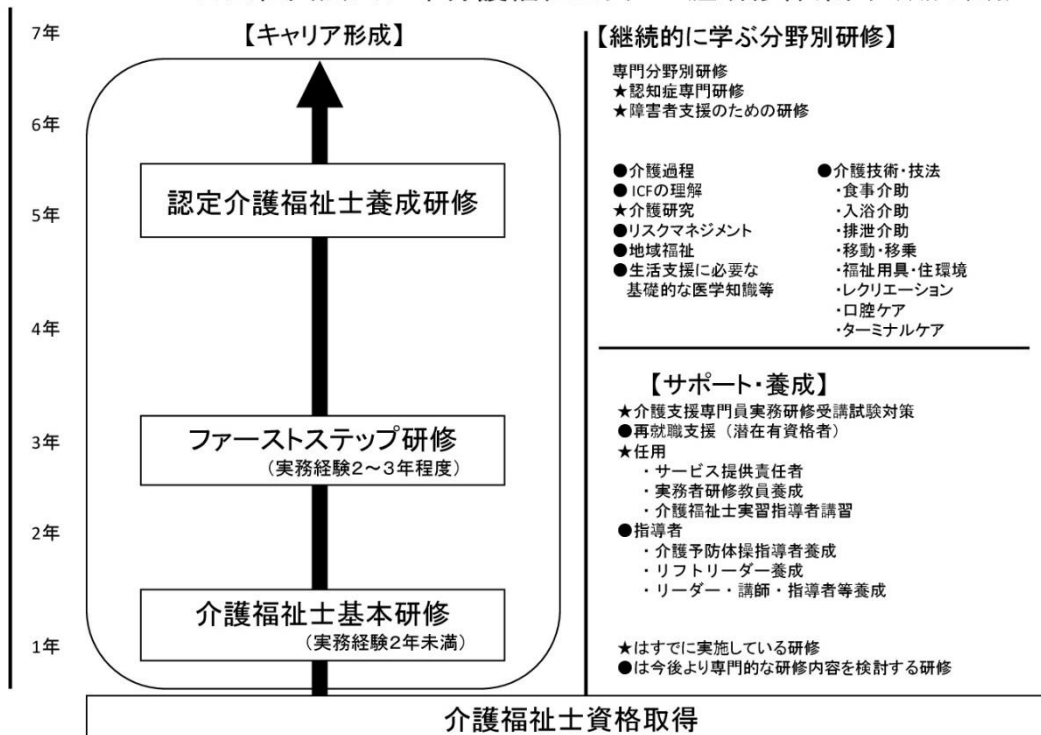 7年
6年
5年
4年
3年
2年
1年
【キャリア形成】
認定介護福祉士養成研修
ファーストステップ研修
(実務経験2～3年程度)
介護福祉士基本研修
(実務経験2年未満)
【継続的に学ぶ分野別研修】
専門分野別研修
★認知症専門研修
★障害者支援のための研修
●介護過程
●ICFの理解
★介護研究
●リスクマネジメント
●地域福祉
●生活支援に必要な
基礎的な医学知識等
●介護技術・技法
・食事介助
・入浴介助
・排泄介助
・移動・移乗
・福祉用具・住環境
・レクリエーション
・口腔ケア
・ターミナルケア
【サポート・養成】
★介護支援専門員実務研修受講試験対策
●再就職支援（潜在有資格者）
★任用
・サービス提供責任者
・実務者研修教員養成
・介護福祉士実習指導者講習
●指導者
・介護予防体操指導者養成
・リフトリーダー養成
・リーダー・講師・指導者等養成
★はすでに実施している研修
●は今後より専門的な研修内容を検討する研修
介護福祉士資格取得